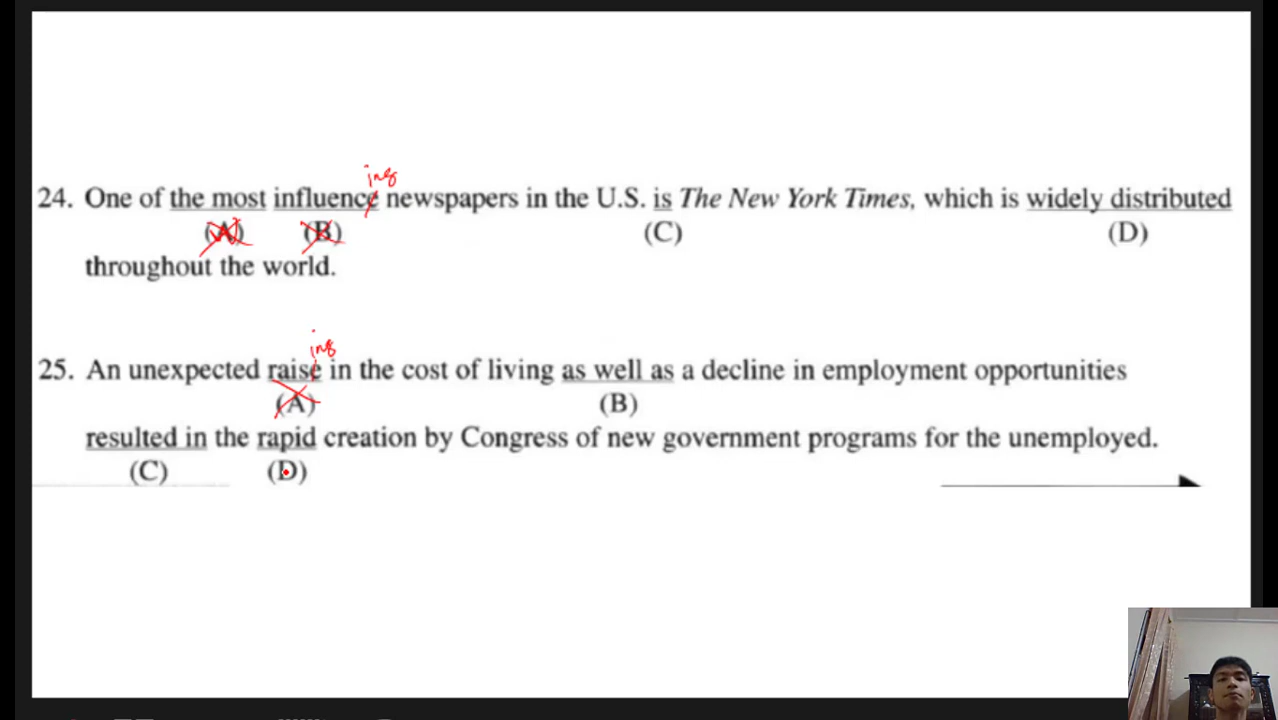 ing
24. One of the most influence newspapers in the U.S. is The New York Times, which is widely distributed
(A) (B) (C) (D)
throughout the world.
ing
25. An unexpected raise in the cost of living as well as a decline in employment opportunities
(A) (B)
resulted in the rapid creation by Congress of new government programs for the unemployed.
(C) (D)